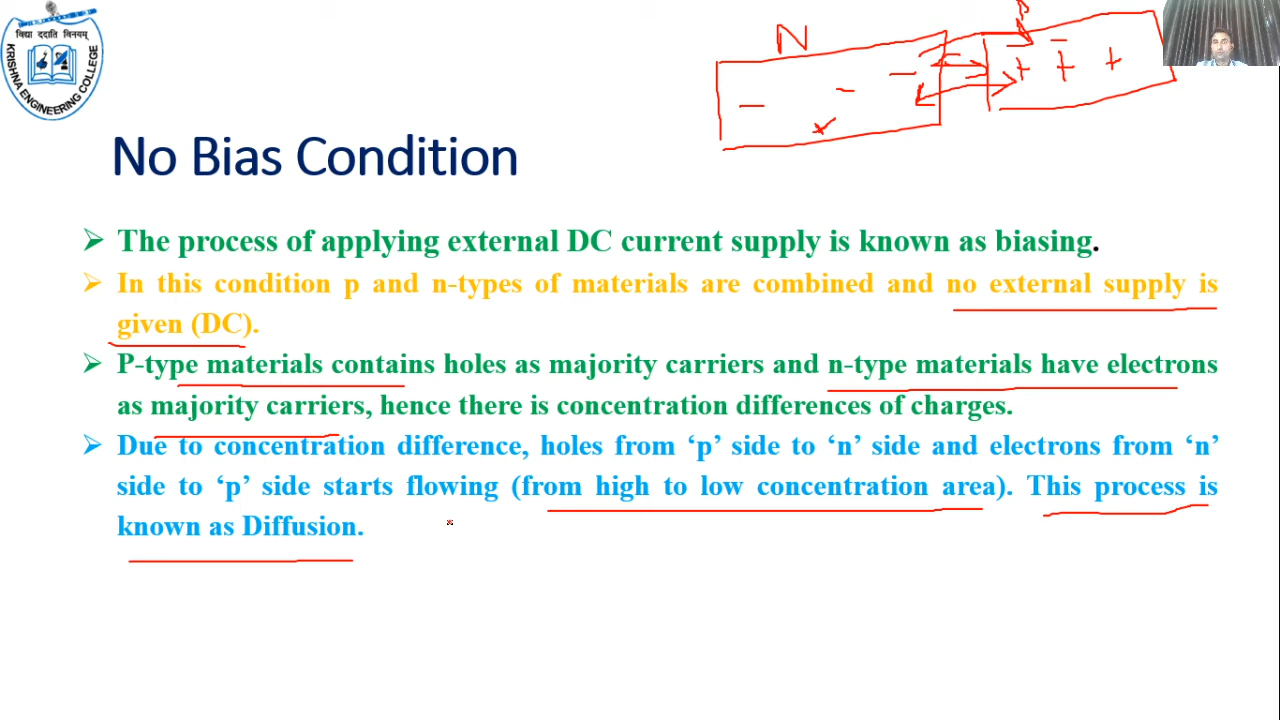 विद्या ददाति विनयम्
KRISHNA ENGINEERING COLLEGE
N
P
No Bias Condition
The process of applying external DC current supply is known as biasing.
In this condition p and n-types of materials are combined and no external supply is
given (DC).
P-type materials contains holes as majority carriers and n-type materials have electrons
as majority carriers, hence there is concentration differences of charges.
Due to concentration difference, holes from ‘p’ side to ‘n’ side and electrons from ‘n’
side to ‘p’ side starts flowing (from high to low concentration area). This process is
known as Diffusion.